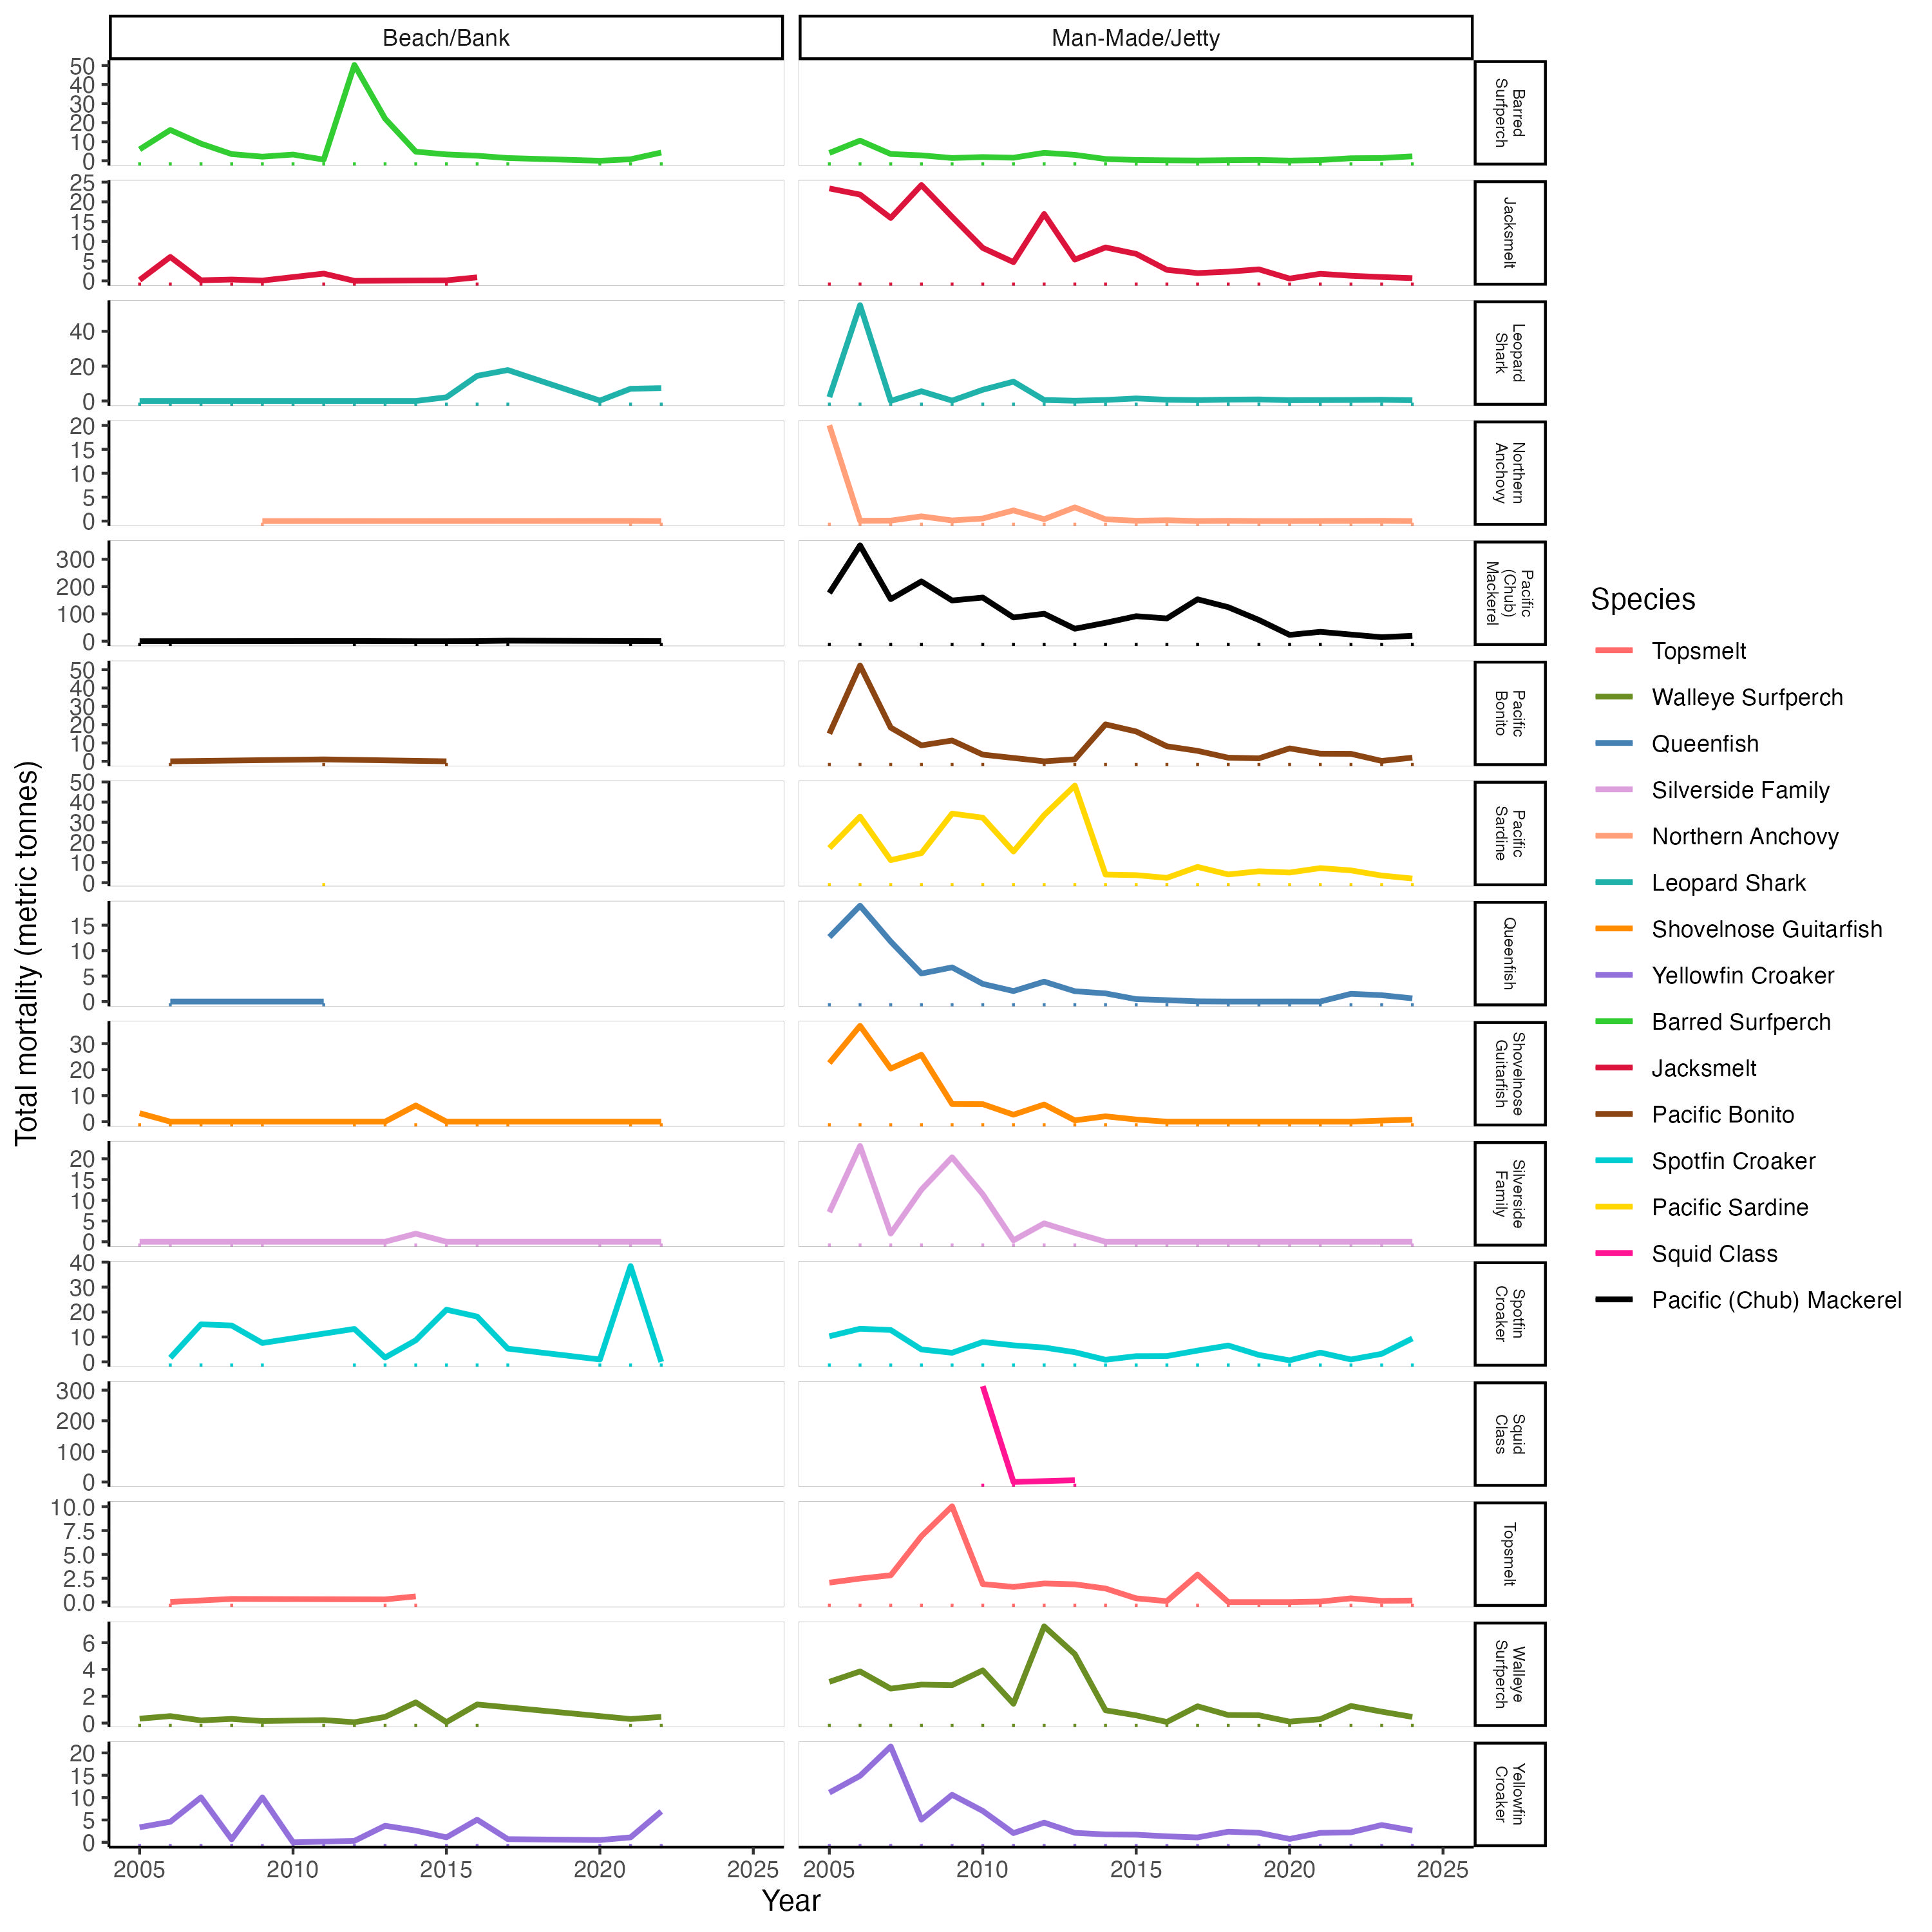 Beach/Bank
Man-Made/Jetty
50
40
30
20
10
0
Barred
Surfperch
25
20
15
10
5
0
Jacksmelt
40
20
0
Leopard
Shark
20
15
10
5
0
Northern
Anchovy
300
200
100
0
Pacific
(Chub)
Mackerel
50
40
30
20
10
0
Pacific
Bonito
50
40
30
20
10
0
Pacific
Sardine
15
10
5
0
Queenfish
30
20
10
0
Shovelnose
Guitarfish
20
15
10
5
0
Silverside
Family
40
30
20
10
0
Spotfin
Croaker
300
200
100
0
Squid
Class
10.0
7.5
5.0
2.5
0.0
Topsmelt
6
4
2
0
Walleye
Surfperch
20
15
10
5
0
Yellowfin
Croaker
2005 2010 2015 2020 2025
2005 2010 2015 2020 2025
Year
Total mortality (metric tonnes)
Species
Topsmelt
Walleye Surfperch
Queenfish
Silverside Family
Northern Anchovy
Leopard Shark
Shovelnose Guitarfish
Yellowfin Croaker
Barred Surfperch
Jacksmelt
Pacific Bonito
Spotfin Croaker
Pacific Sardine
Squid Class
Pacific (Chub) Mackerel